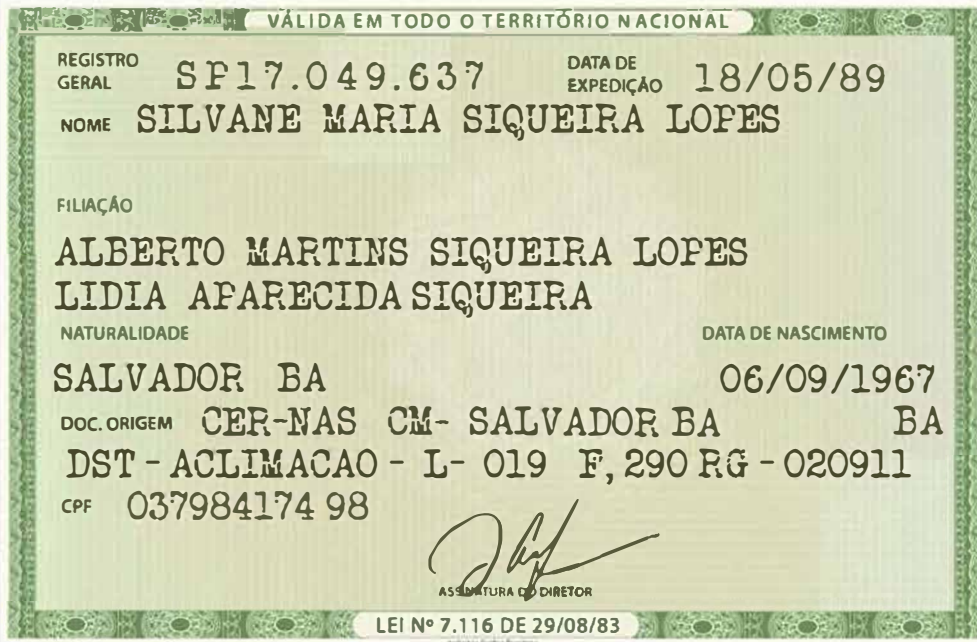 VÁLIDA EM TODO O TERRITÓRIO NACIONAL
REGISTRO GERAL SP17.049.637 DATA DE EXPEDIÇÃO 18/05/89
NOME SILVANE MARIA SIQUEIRA LOPES
FILIAÇÃO
ALBERTO MARTINS SIQUEIRA LOPES
LIDIA APARECIDA SIQUEIRA
NATURALIDADE DATA DE NASCIMENTO
SALVADOR BA 06/09/1967
DOC. ORIGEM CER-NAS CM- SALVADOR BA BA
DST - ACLIMACAO - L- 019 F, 290 RG - 020911
CPF 037984174 98
ASSINATURA DO DIRETOR
LEI Nº 7.116 DE 29/08/83